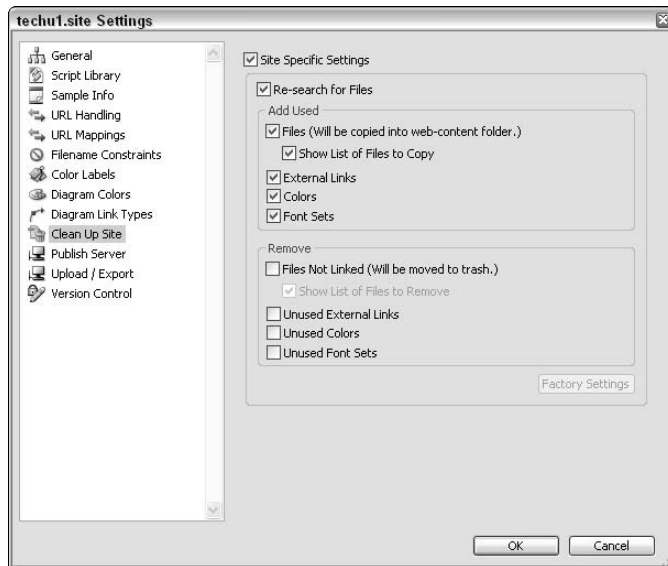 techu1.site Settings
General
Script Library
Sample Info
URL Handling
URL Mappings
Filename Constraints
Color Labels
Diagram Colors
Diagram Link Types
Clean Up Site
Publish Server
Upload / Export
Version Control
Site Specific Settings
Re-search for Files
Add Used
Files (Will be copied into web-content folder.)
Show List of Files to Copy
External Links
Colors
Font Sets
Remove
Files Not Linked (Will be moved to trash.)
Show List of Files to Remove
Unused External Links
Unused Colors
Unused Font Sets
Factory Settings
OK
Cancel